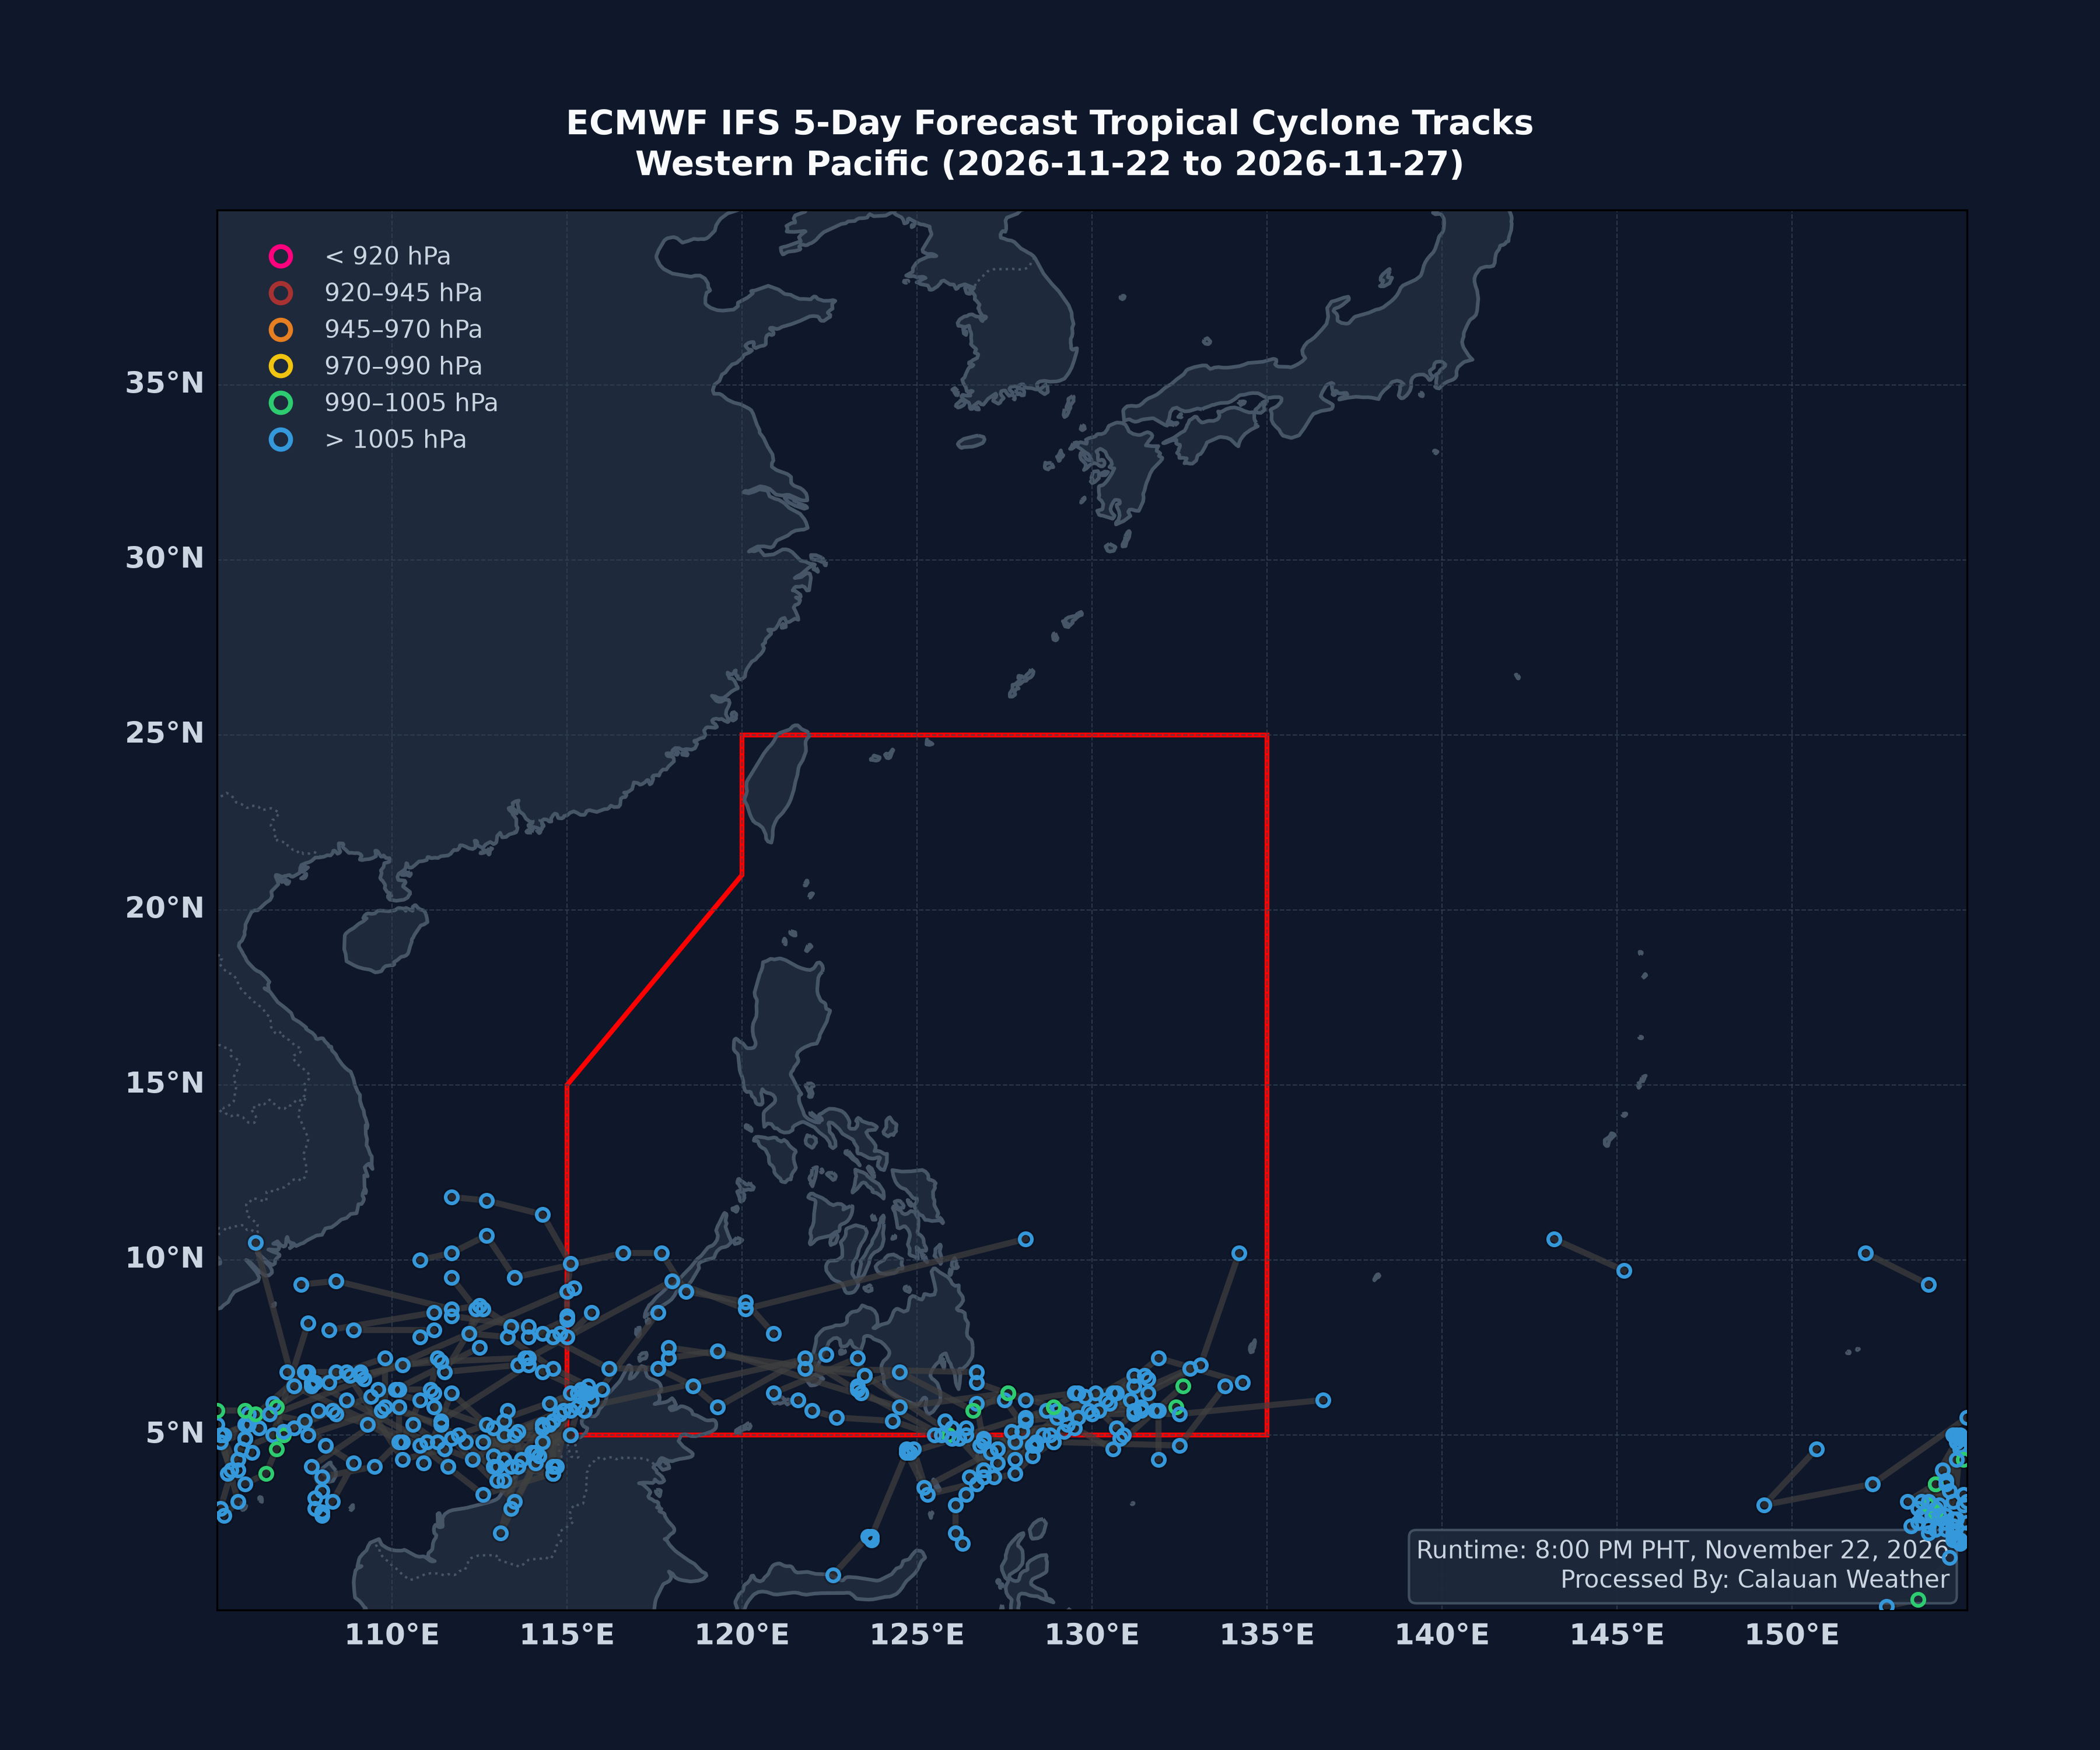 ECMWF IFS 5-Day Forecast Tropical Cyclone Tracks
Western Pacific (2026-11-22 to 2026-11-27)
< 920 hPa
920–945 hPa
945–970 hPa
970–990 hPa
990–1005 hPa
> 1005 hPa
35°N
30°N
25°N
20°N
15°N
10°N
5°N
Runtime: 8:00 PM PHT, November 22, 2026
Processed By: Calauan Weather
110°E
115°E
120°E
125°E
130°E
135°E
140°E
145°E
150°E